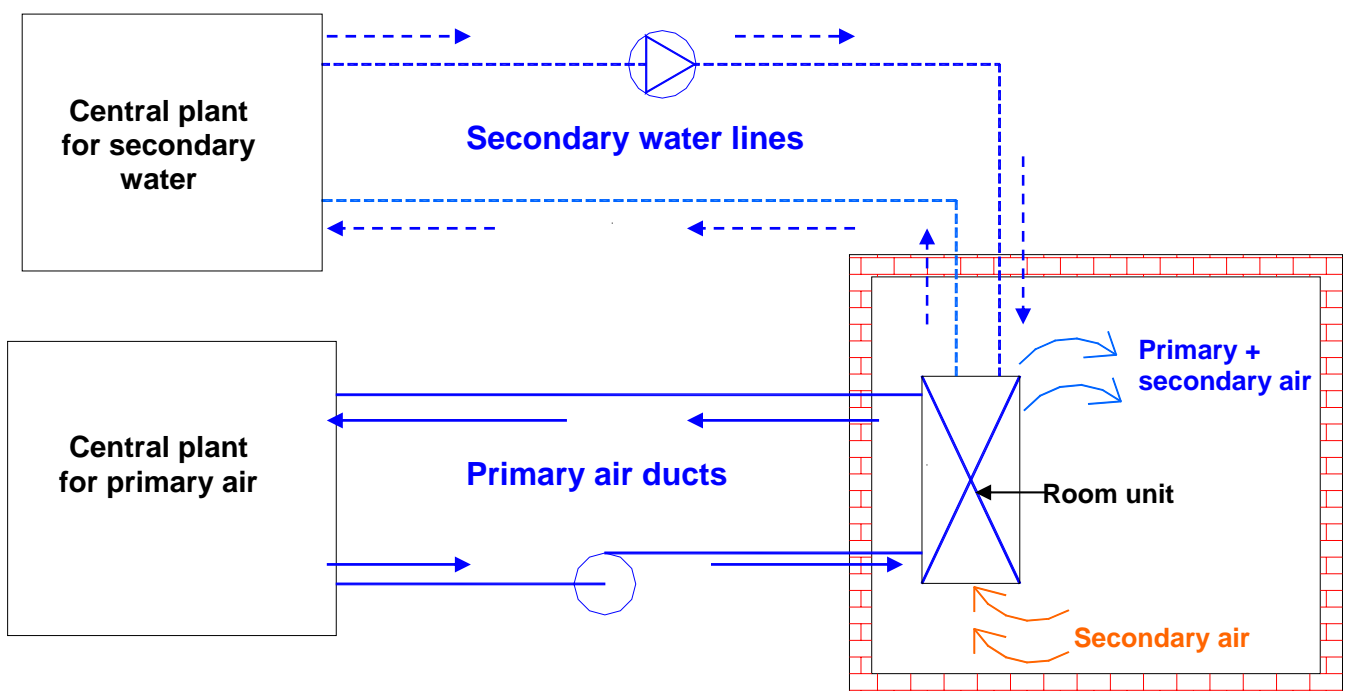 Central plant
for secondary
water
Secondary water lines
Primary +
secondary air
Central plant
for primary air
Primary air ducts
Room unit
Secondary air